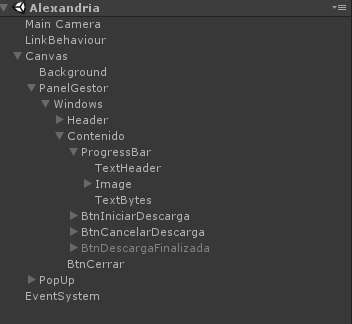 Alexandria
Main Camera
LinkBehaviour
Canvas
Background
PanelGestor
Windows
Header
Contenido
ProgressBar
TextHeader
Image
TextBytes
BtnIniciarDescarga
BtnCancelarDescarga
BtnDescargaFinalizada
BtnCerrar
PopUp
EventSystem